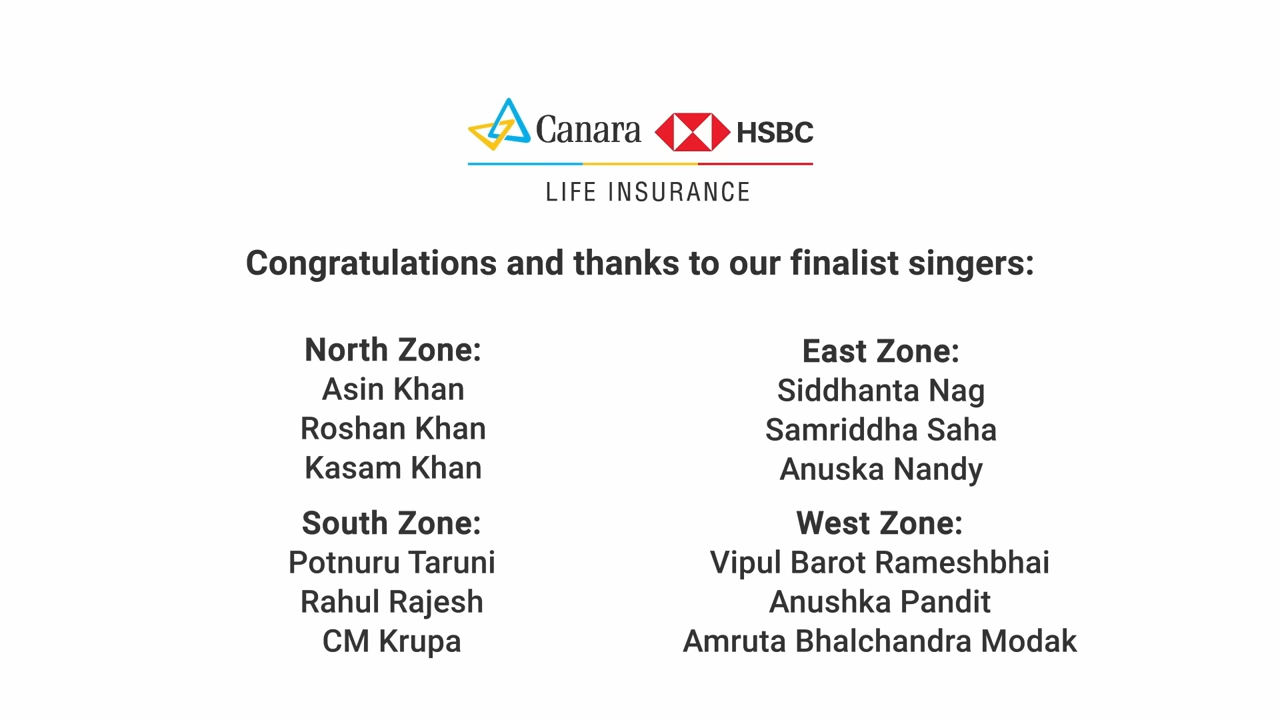 Canara HSBC
LIFE INSURANCE
Congratulations and thanks to our finalist singers:
North Zone:
Asin Khan
Roshan Khan
Kasam Khan
East Zone:
Siddhanta Nag
Samriddha Saha
Anuska Nandy
South Zone:
Potnuru Taruni
Rahul Rajesh
CM Krupa
West Zone:
Vipul Barot Rameshbhai
Anushka Pandit
Amruta Bhalchandra Modak